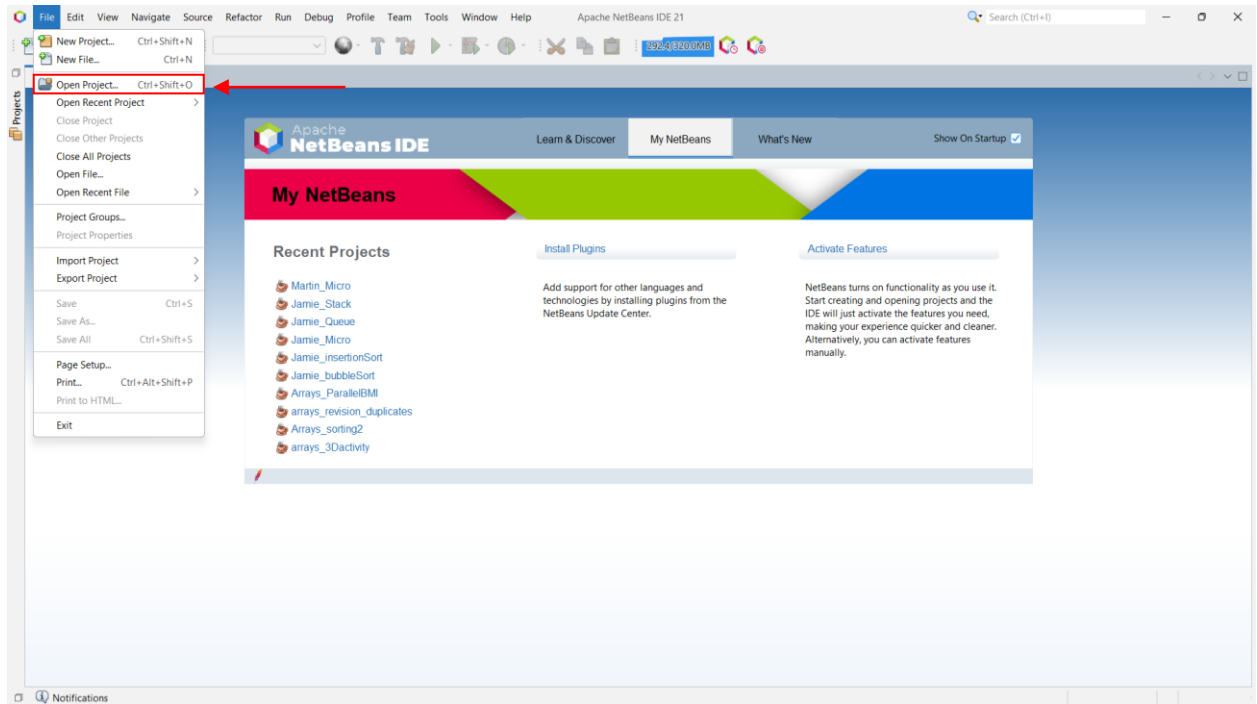 File Edit View Navigate Source Refactor Run Debug Profile Team Tools Window Help Apache NetBeans IDE 21 Search (Ctrl+I)
New Project... Ctrl+Shift+N
New File... Ctrl+N
292.4/320.0MB
Open Project... Ctrl+Shift+O
Open Recent Project
Close Project
Close Other Projects
Close All Projects
Open File...
Open Recent File
Project Groups...
Project Properties
Import Project
Export Project
Save Ctrl+S
Save As...
Save All Ctrl+Shift+S
Page Setup...
Print... Ctrl+Alt+Shift+P
Print to HTML...
Exit
Projects
Apache
NetBeans IDE
Learn & Discover My NetBeans What's New Show On Startup
My NetBeans
Recent Projects
Martin_Micro
Jamie_Stack
Jamie_Queue
Jamie_Micro
Jamie_insertionSort
Jamie_bubbleSort
Arrays_ParallelBMI
arrays_revision_duplicates
Arrays_sorting2
arrays_3Dactivity
Install Plugins
Add support for other languages and
technologies by installing plugins from the
NetBeans Update Center.
Activate Features
NetBeans turns on functionality as you use it.
Start creating and opening projects and the
IDE will just activate the features you need,
making your experience quicker and cleaner.
Alternatively, you can activate features
manually.
Notifications